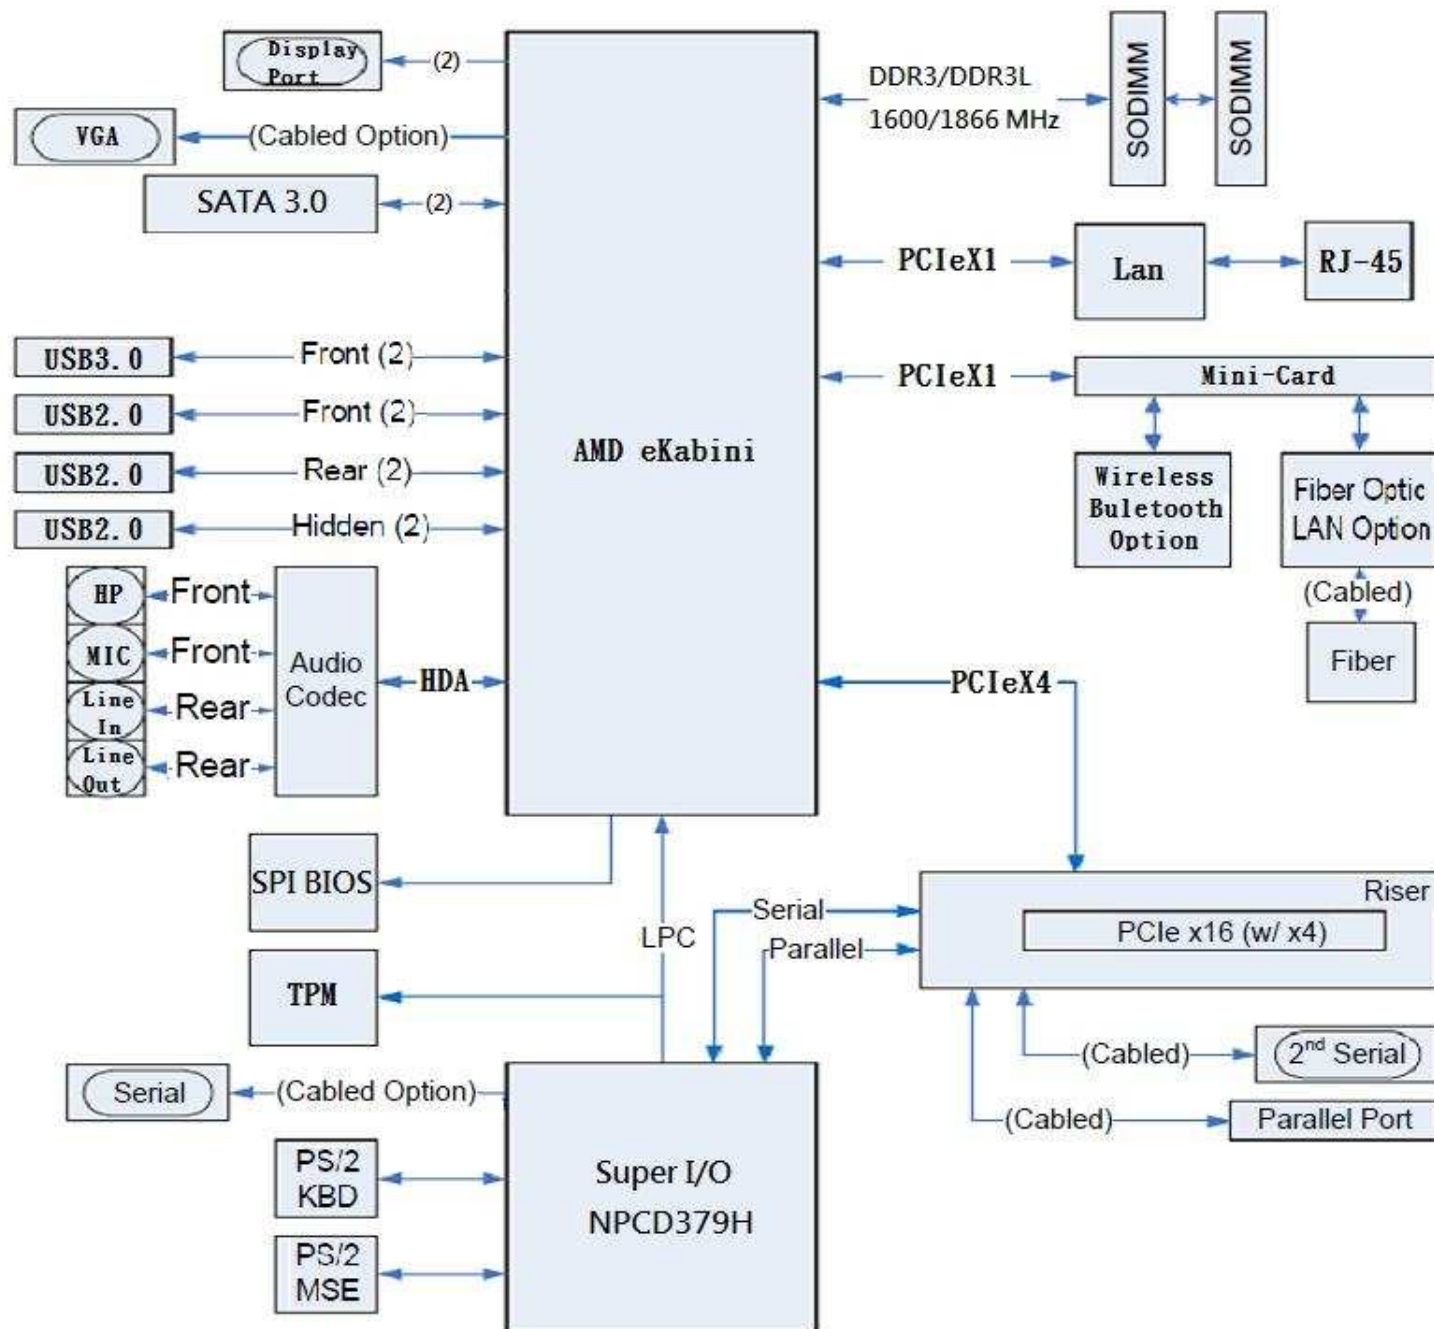 Display
Port
(2)
DDR3/DDR3L
1600/1866 MHz
SODIMM
SODIMM
VGA
(Cabled Option)
SATA 3.0
(2)
PCIeX1
Lan
RJ-45
USB3.0
Front (2)
PCIeX1
Mini-Card
USB2.0
Front (2)
AMD eKabini
USB2.0
Rear (2)
Wireless
Buletooth
Option
Fiber Optic
LAN Option
USB2.0
Hidden (2)
(Cabled)
Fiber
HP
Front
MIC
Front
Line
In
Rear
Line
Out
Rear
Audio
Codec
HDA
PCIeX4
SPI BIOS
LPC
TPM
Serial
Parallel
Riser
PCIe x16 (w/ x4)
(Cabled)
2nd Serial
(Cabled)
Parallel Port
Serial
(Cabled Option)
PS/2
KBD
PS/2
MSE
Super I/O
NPCD379H